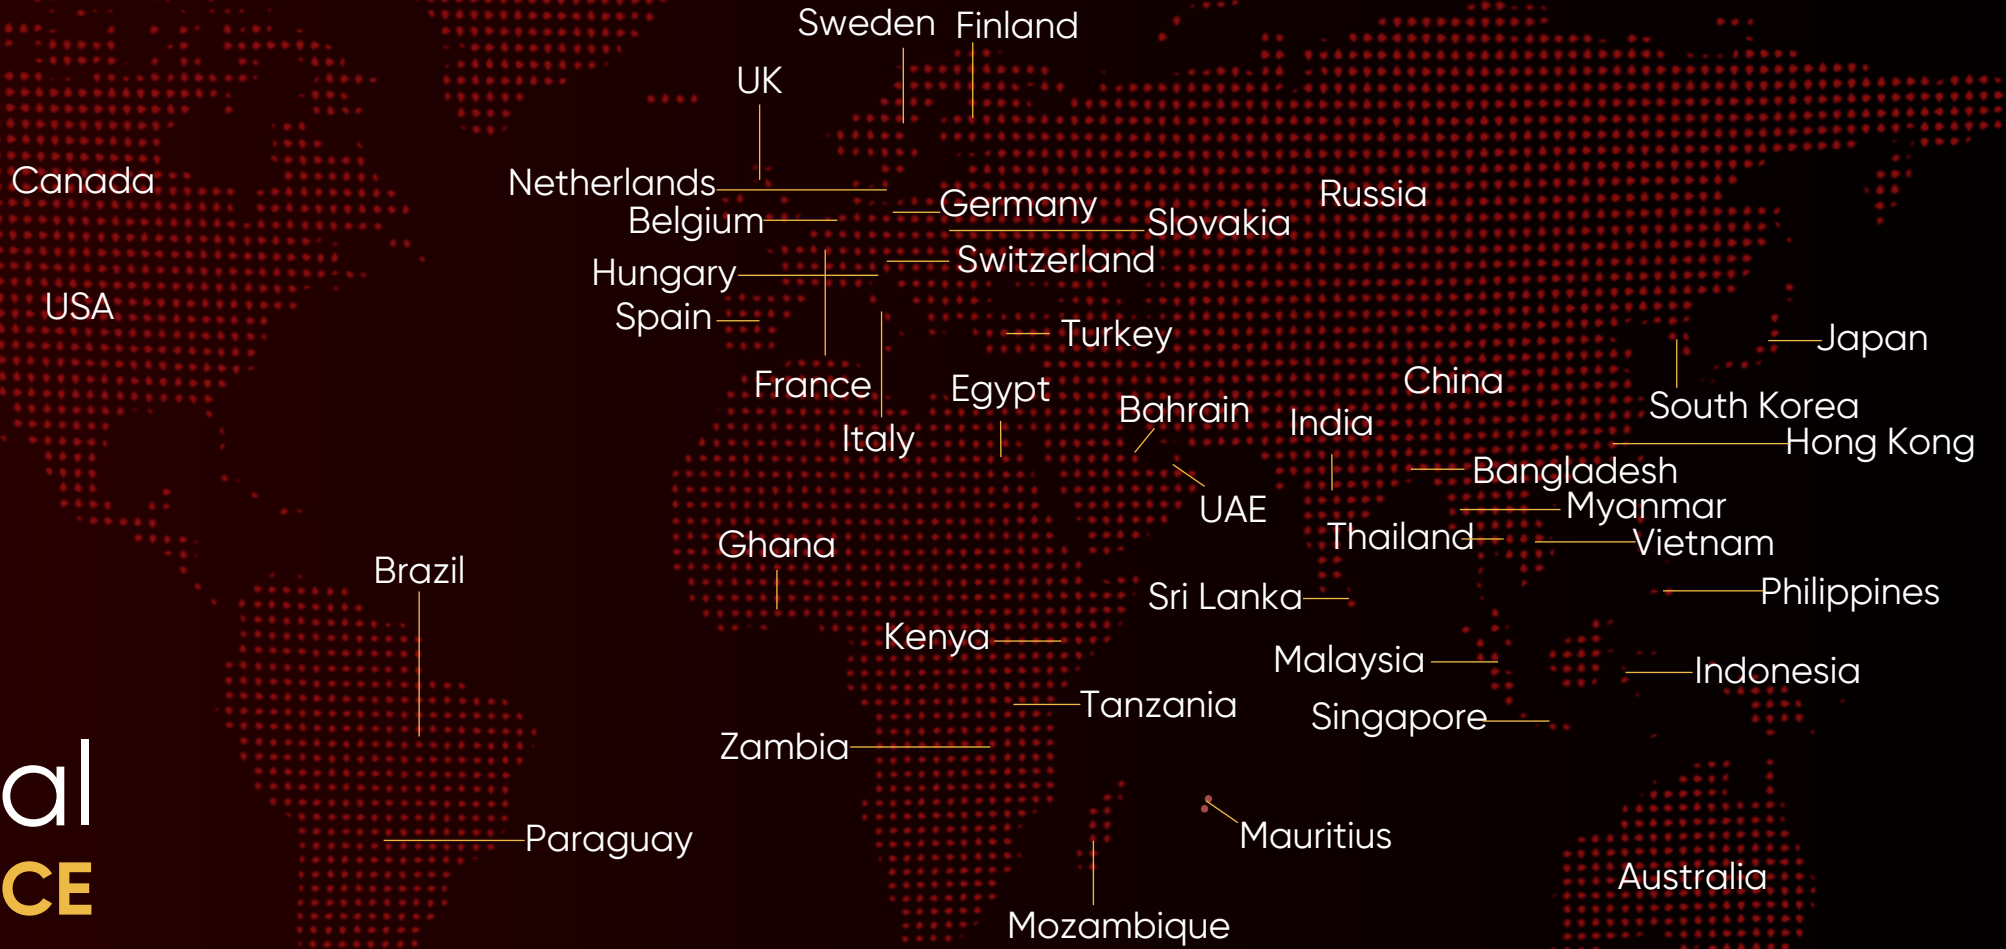 Sweden Finland
UK
Canada
Netherlands
Germany
Russia
Belgium
Slovakia
Switzerland
Hungary
USA
Spain
Turkey
Japan
France
Egypt
China
Bahrain
India
South Korea
Italy
Hong Kong
Bangladesh
UAE
Myanmar
Thailand
Vietnam
Ghana
Brazil
Sri Lanka
Philippines
Kenya
Malaysia
Indonesia
Tanzania
Singapore
Zambia
al
Mauritius
Paraguay
Australia
CE
Mozambique